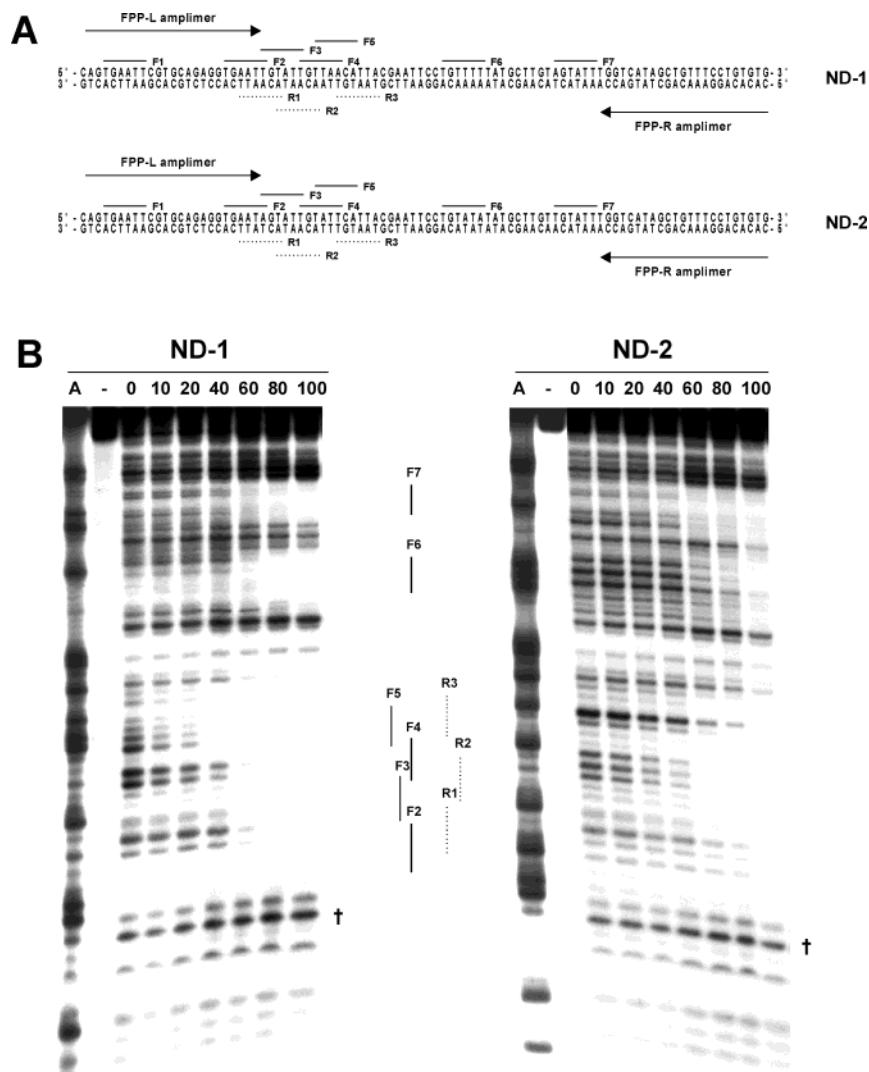 A
FPP-L amplimer
F5
F3
F1 F2 F4 F6 F7
5' - CAGTGAATTCGTGCAGAGGTGAATTGTATTGTTAACATTACGAATTCCTGTTTTTATGCTTGTAGTATTTGGTCATAGCTGTTTCCTGTGTG-3'
3' - GTCACTTAAGCACGTCTCCACTTAACATAACAATTGTAATGCTTAAGGACAAAAATACGAACATCATAAACCAGTATCGACAAAGGACACAC-5'
ND-1
R1 R3
R2
FPP-R amplimer
FPP-L amplimer
F5
F3
F1 F2 F4 F6 F7
5' - CAGTGAATTCGTGCAGAGGTGAATAGTATTGTATTCATTACGAATTCCTGTATATATGCTTGTTGTATTTGGTCATAGCTGTTTCCTGTGTG-3'
3' - GTCACTTAAGCACGTCTCCACTTATCATAACATTTGTAATGCTTAAGGACATATATACGAACAACATAAACCAGTATCGACAAAGGACACAC-5'
ND-2
R1 R3
R2
FPP-R amplimer
B
ND-1
A - 0 10 20 40 60 80 100
ND-2
A - 0 10 20 40 60 80 100
F7
F6
R3
F5
F4
R2
F3
R1
F2
†
†